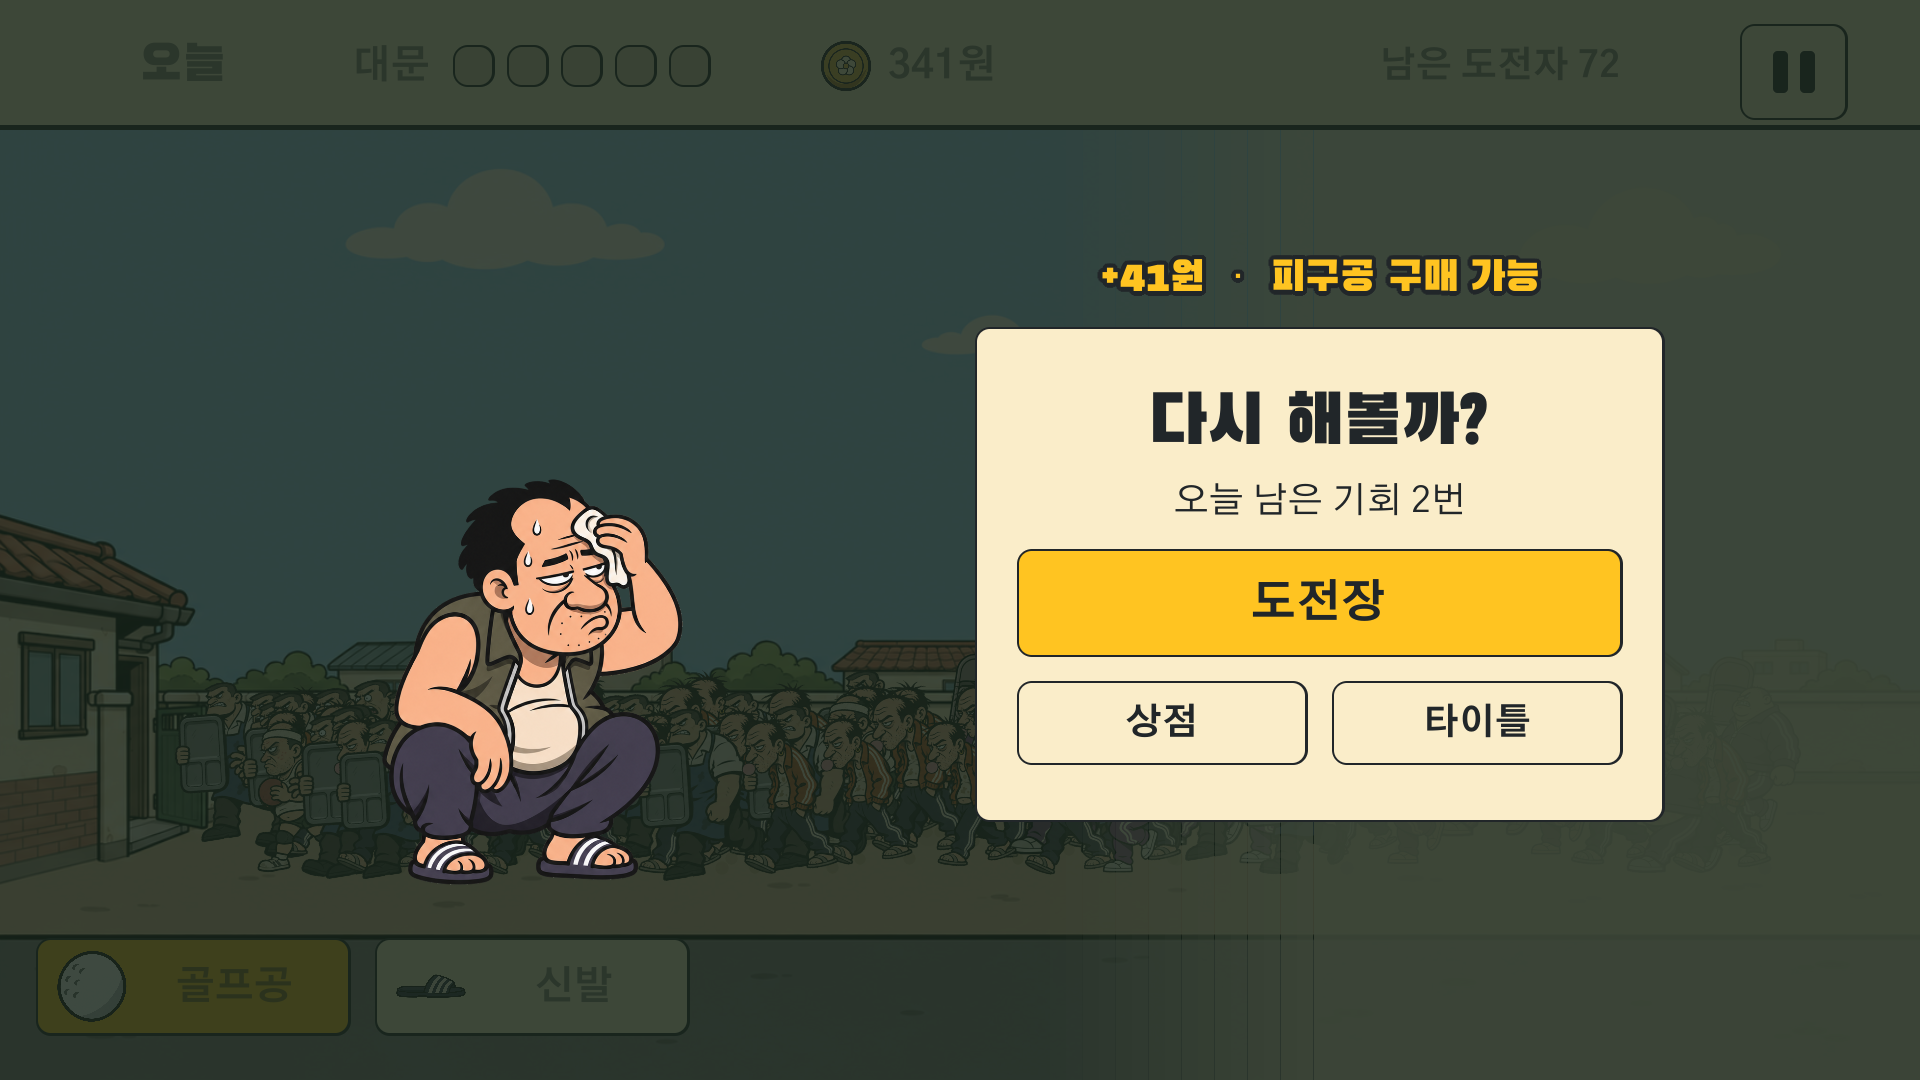 오늘
대문
341원
남은 도전자 72
+41원 · 피구공 구매 가능
다시 해볼까?
오늘 남은 기회 2번
도전장
상점
타이틀
골프공
신발